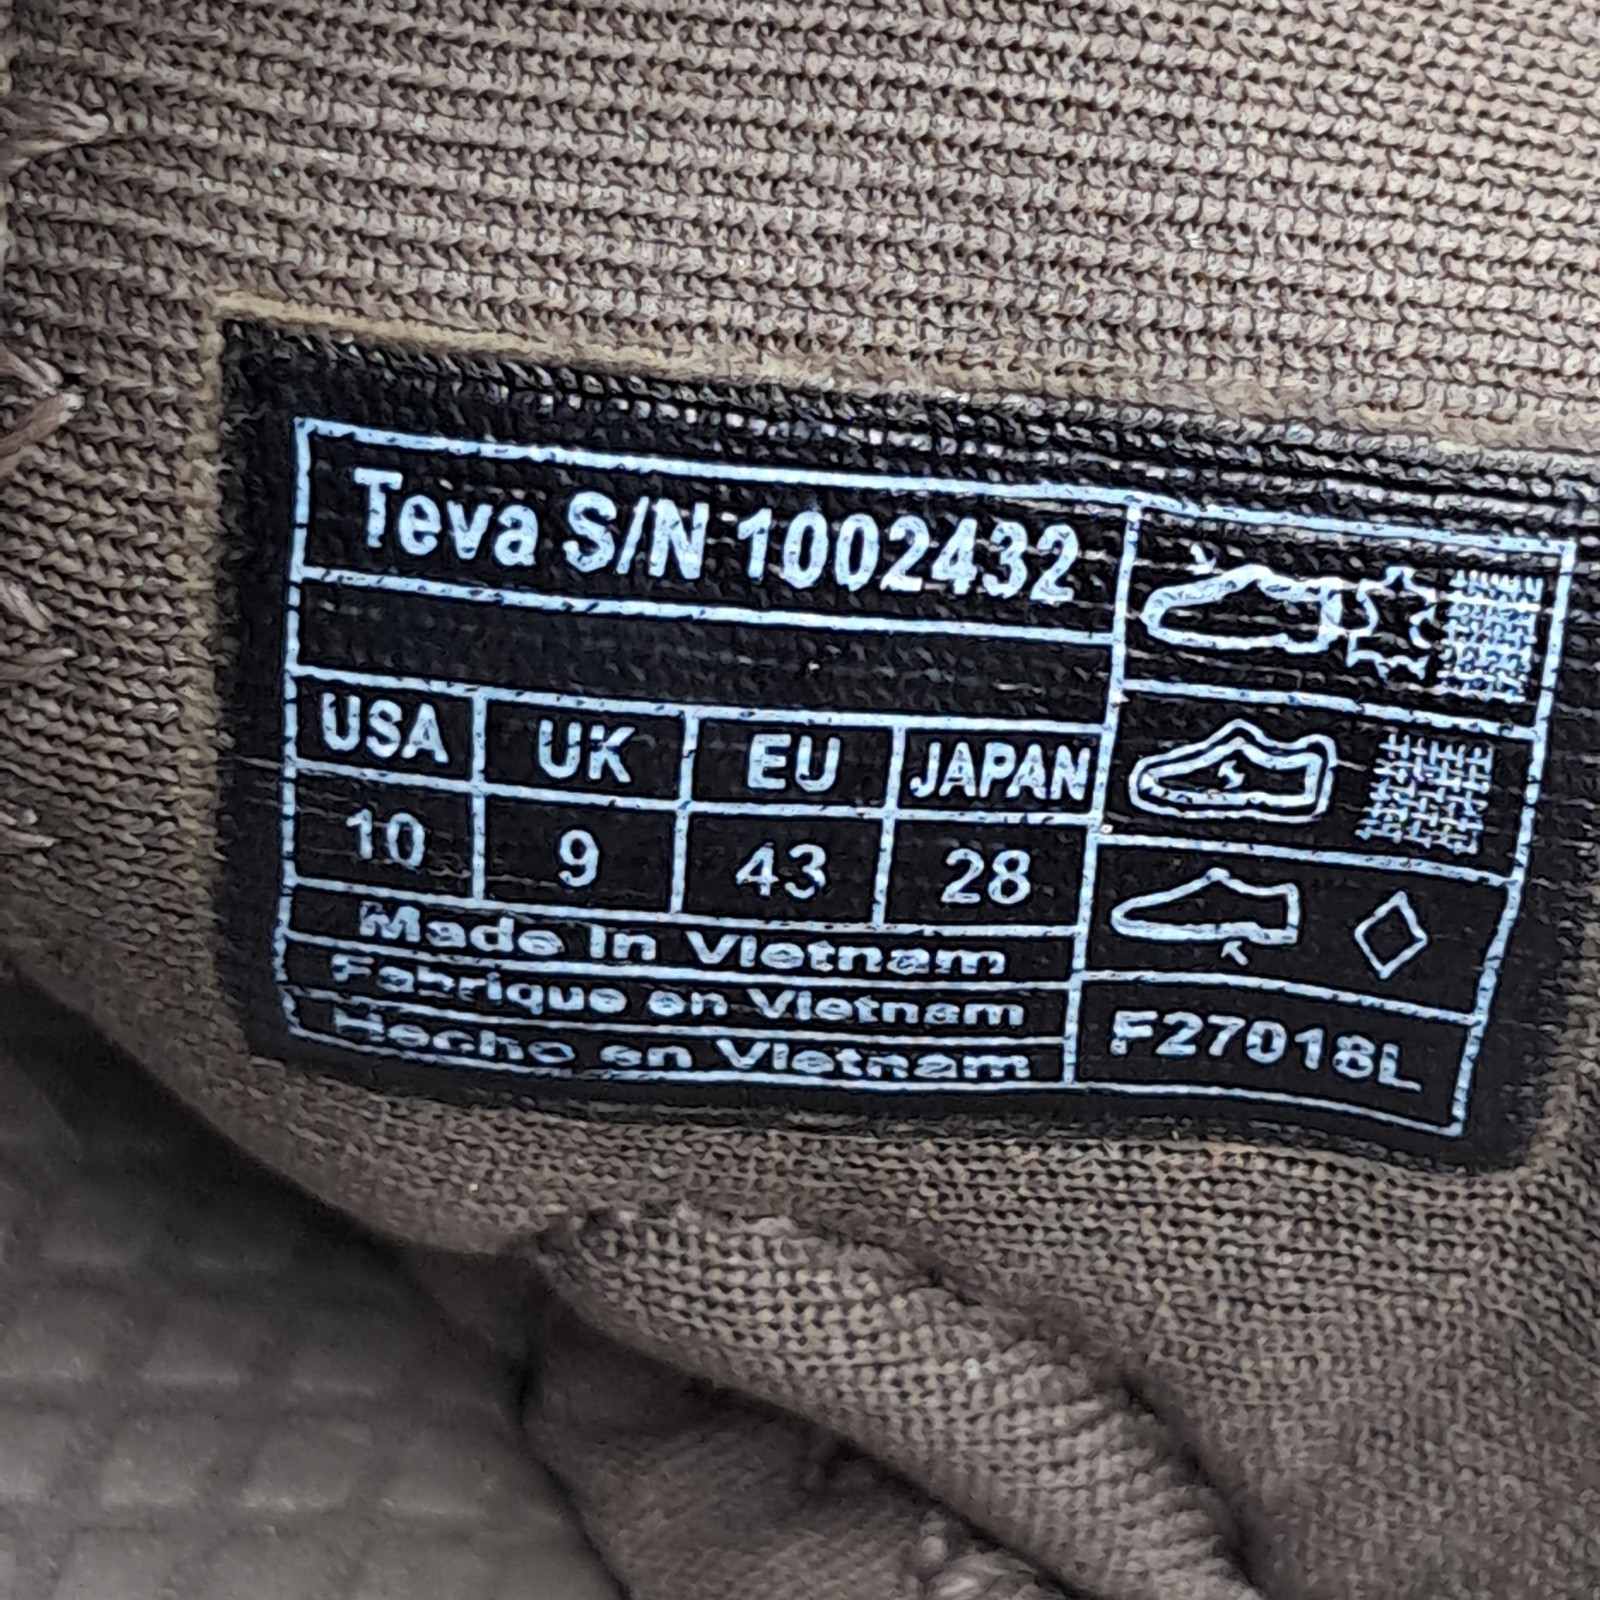 Teva S/N 1002432
USA UK EU JAPAN
10 9 43 28
Made In Vietnam
Fabrique en Vietnam
Hecho en Vietnam
F27018L